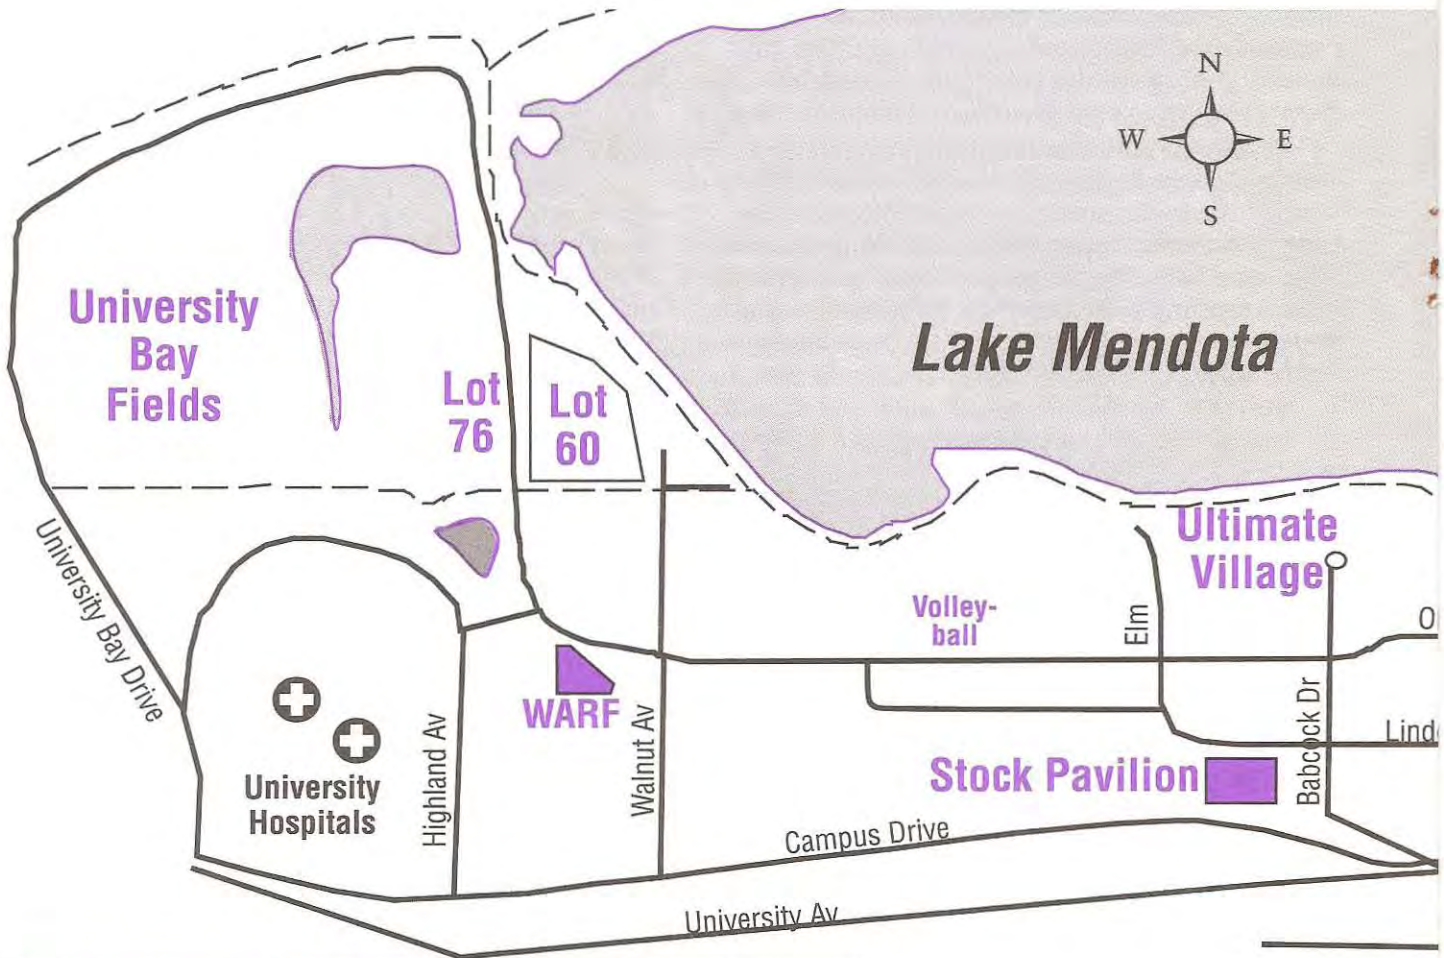 N
W E
S
University
Bay
Fields
Lake Mendota
Lot
76
Lot
60
Ultimate
Village
University Bay Drive
Volley-
ball
Elm
WARF
Highland Av
Walnut Av
Babcock Dr
University
Hospitals
Stock Pavilion
Campus Drive
University Av